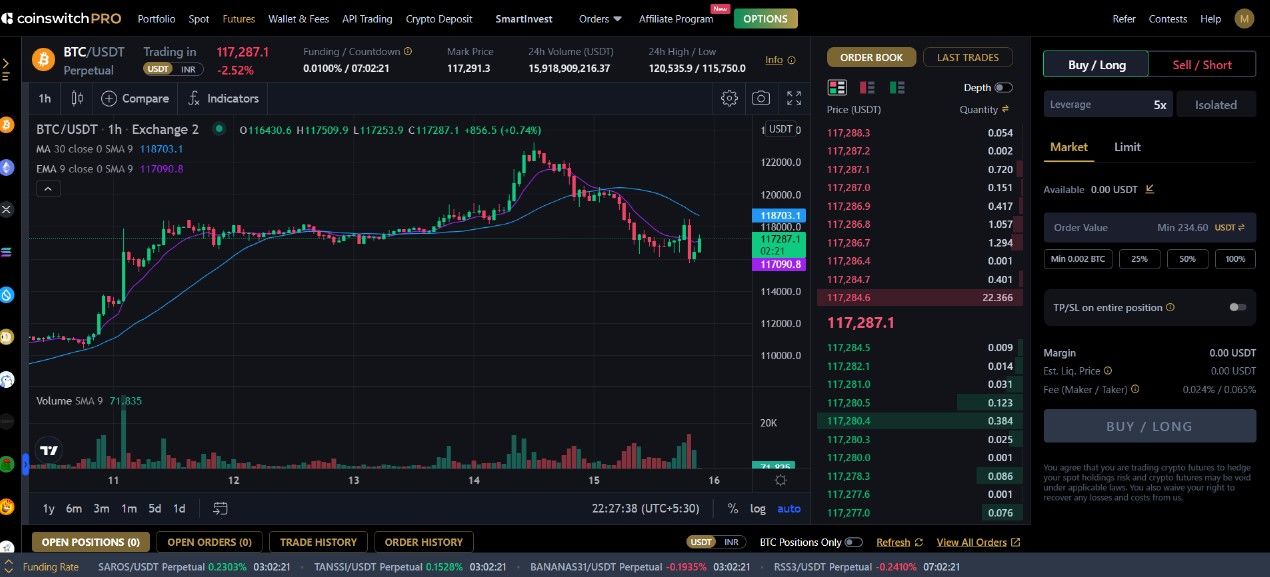 coinswitch PRO Portfolio Spot Futures Wallet & Fees API Trading Crypto Deposit SmartInvest Orders Affiliate Program New OPTIONS Refer Contests Help M
BTC/USDT Perpetual
Trading in USDT INR
117,287.1
-2.52%
Funding / Countdown
0.0100% / 07:02:21
Mark Price
117,291.3
24h Volume (USDT)
15,918,909,216.37
24h High / Low
120,535.9 / 115,750.0
Info
1h Compare Indicators
BTC/USDT · 1h · Exchange 2 O116430.6 H117509.9 L117253.9 C117287.1 +856.5 (+0.74%)
MA 30 close 0 SMA 9 118703.1
EMA 9 close 0 SMA 9 117090.8
USDT
122000.0
120000.0
118703.1
118000.0
117287.1
02:21
117090.8
114000.0
112000.0
110000.0
Volume SMA 9 71.835
20K
71.835
11 12 13 14 15 16
1y 6m 3m 1m 5d 1d
22:27:38 (UTC+5:30) % log auto
ORDER BOOK LAST TRADES
Depth
Price (USDT) Quantity
117,288.3 0.054
117,287.2 0.002
117,287.1 0.720
117,287.0 0.151
117,286.9 0.417
117,286.8 1.057
117,286.7 1.294
117,286.4 0.001
117,284.7 0.401
117,284.6 22.366
117,287.1
117,284.5 0.009
117,282.1 0.014
117,281.0 0.031
117,280.5 0.123
117,280.4 0.384
117,280.3 0.025
117,280.0 0.001
117,278.3 0.086
117,277.6 0.001
117,277.0 0.076
Buy / Long Sell / Short
Leverage 5x Isolated
Market Limit
Available 0.00 USDT
Order Value Min 234.60 USDT
Min 0.002 BTC 25% 50% 100%
TP/SL on entire position
Margin 0.00 USDT
Est. Liq. Price 0.00 USDT
Fee (Maker / Taker) 0.024% / 0.065%
BUY / LONG
You agree that you are trading crypto futures to hedge
your spot holdings risk and crypto futures may be void
under applicable laws. You also waive your right to
recover any losses and costs from us.
OPEN POSITIONS (0) OPEN ORDERS (0) TRADE HISTORY ORDER HISTORY USDT INR BTC Positions Only Refresh View All Orders
Funding Rate SAROS/USDT Perpetual 0.2303% 03:02:21 · TANSSI/USDT Perpetual 0.1528% 03:02:21 · BANANAS31/USDT Perpetual -0.1935% 03:02:21 · RSS3/USDT Perpetual -0.2410% 07:02:21